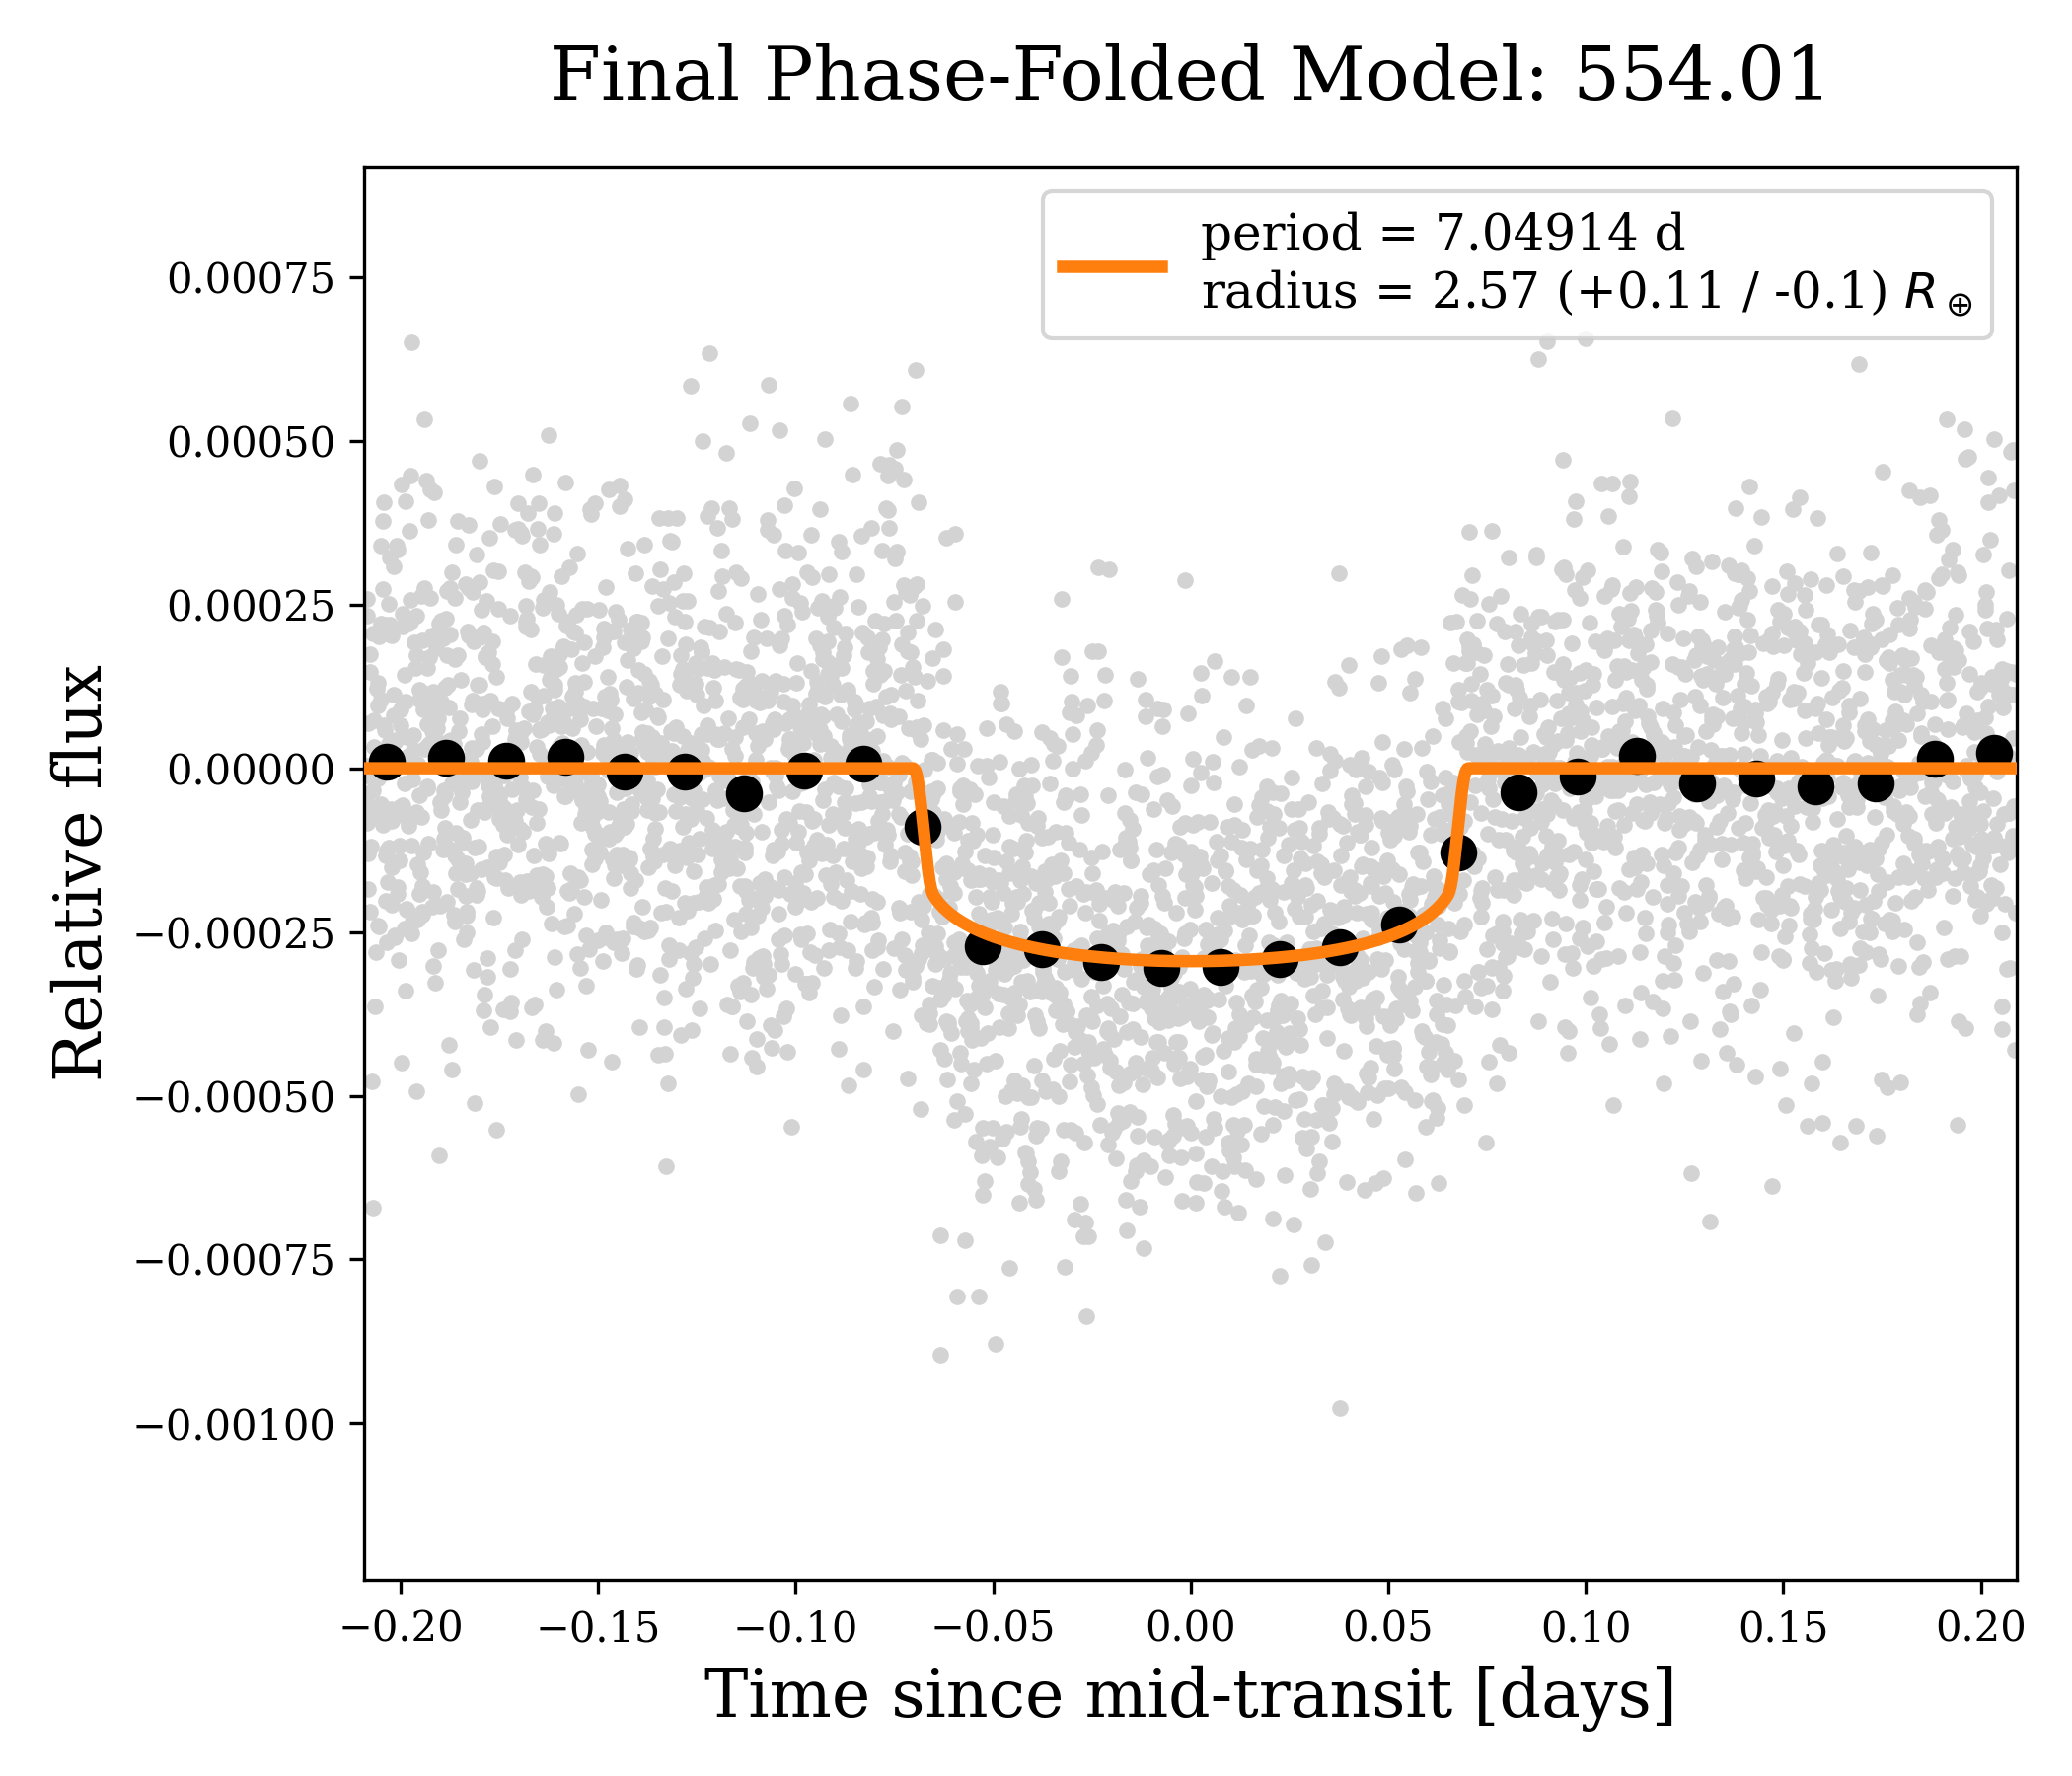 Final Phase-Folded Model: 554.01
period = 7.04914 d
radius = 2.57 (+0.11 / -0.1) R⊕
0.00075
0.00050
0.00025
0.00000
−0.00025
−0.00050
−0.00075
−0.00100
Relative flux
−0.20 −0.15 −0.10 −0.05 0.00 0.05 0.10 0.15 0.20
Time since mid-transit [days]